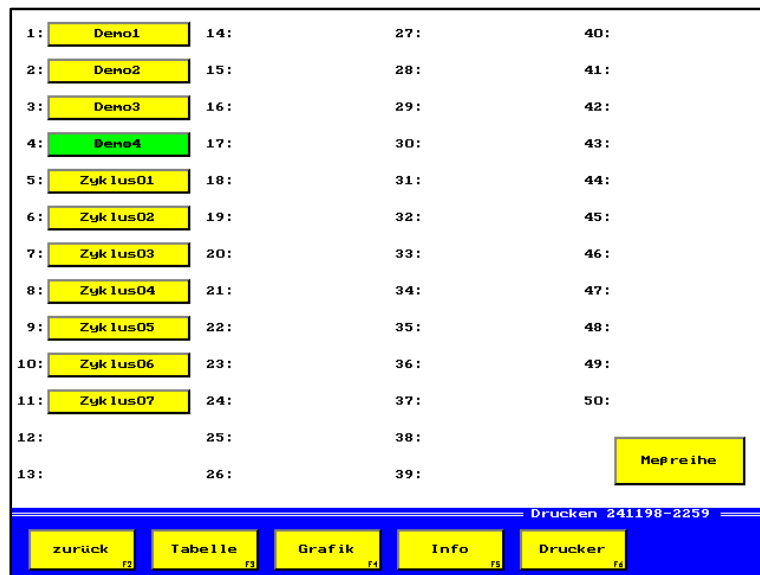 1: Demo1 14: 27: 40:
2: Demo2 15: 28: 41:
3: Demo3 16: 29: 42:
4: Demo4 17: 30: 43:
5: Zyklus01 18: 31: 44:
6: Zyklus02 19: 32: 45:
7: Zyklus03 20: 33: 46:
8: Zyklus04 21: 34: 47:
9: Zyklus05 22: 35: 48:
10: Zyklus06 23: 36: 49:
11: Zyklus07 24: 37: 50:
12: 25: 38:
Meßreihe
13: 26: 39:
Drucken 241198-2259
zurück F2 Tabelle F3 Grafik F4 Info F5 Drucker F6